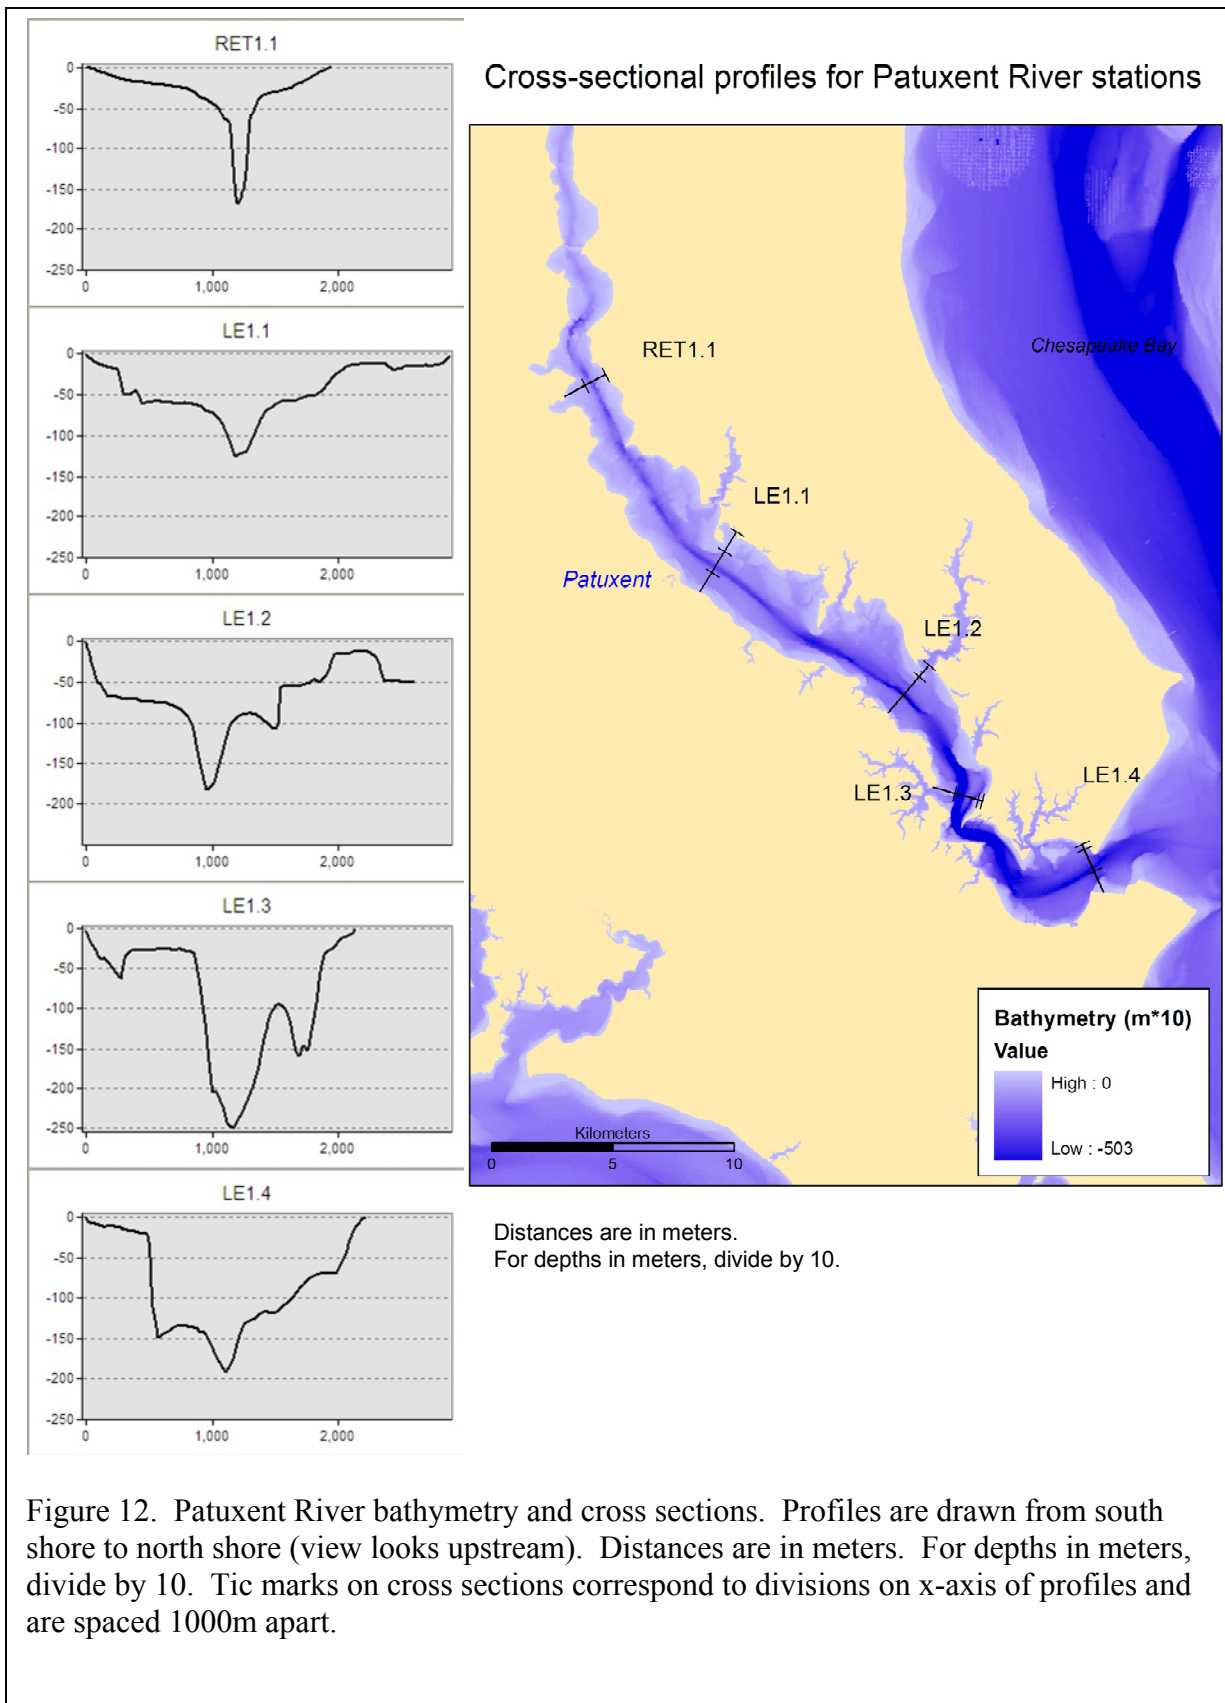 Cross-sectional profiles for Patuxent River stations
RET1.1
0
-50
-100
-150
-200
-250
0 1,000 2,000
LE1.1
0
-50
-100
-150
-200
-250
0 1,000 2,000
LE1.2
0
-50
-100
-150
-200
0 1,000 2,000
LE1.3
0
-50
-100
-150
-200
-250
0 1,000 2,000
LE1.4
0
-50
-100
-150
-200
-250
0 1,000 2,000
RET1.1
Chesapeake Bay
LE1.1
Patuxent
LE1.2
LE1.3
LE1.4
Bathymetry (m*10)
Value
High : 0
Low : -503
Kilometers
0 5 10
Distances are in meters.
For depths in meters, divide by 10.
Figure 12. Patuxent River bathymetry and cross sections. Profiles are drawn from south
shore to north shore (view looks upstream). Distances are in meters. For depths in meters,
divide by 10. Tic marks on cross sections correspond to divisions on x-axis of profiles and
are spaced 1000m apart.